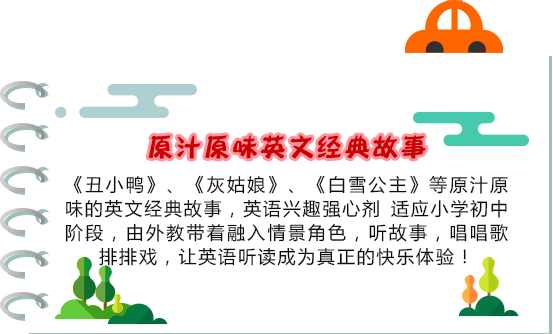 原汁原味英文经典故事
《丑小鸭》、《灰姑娘》、《白雪公主》等原汁原
味的英文经典故事，英语兴趣强心剂 适应小学初中
阶段，由外教带着融入情景角色，听故事，唱唱歌
排排戏，让英语听读成为真正的快乐体验！